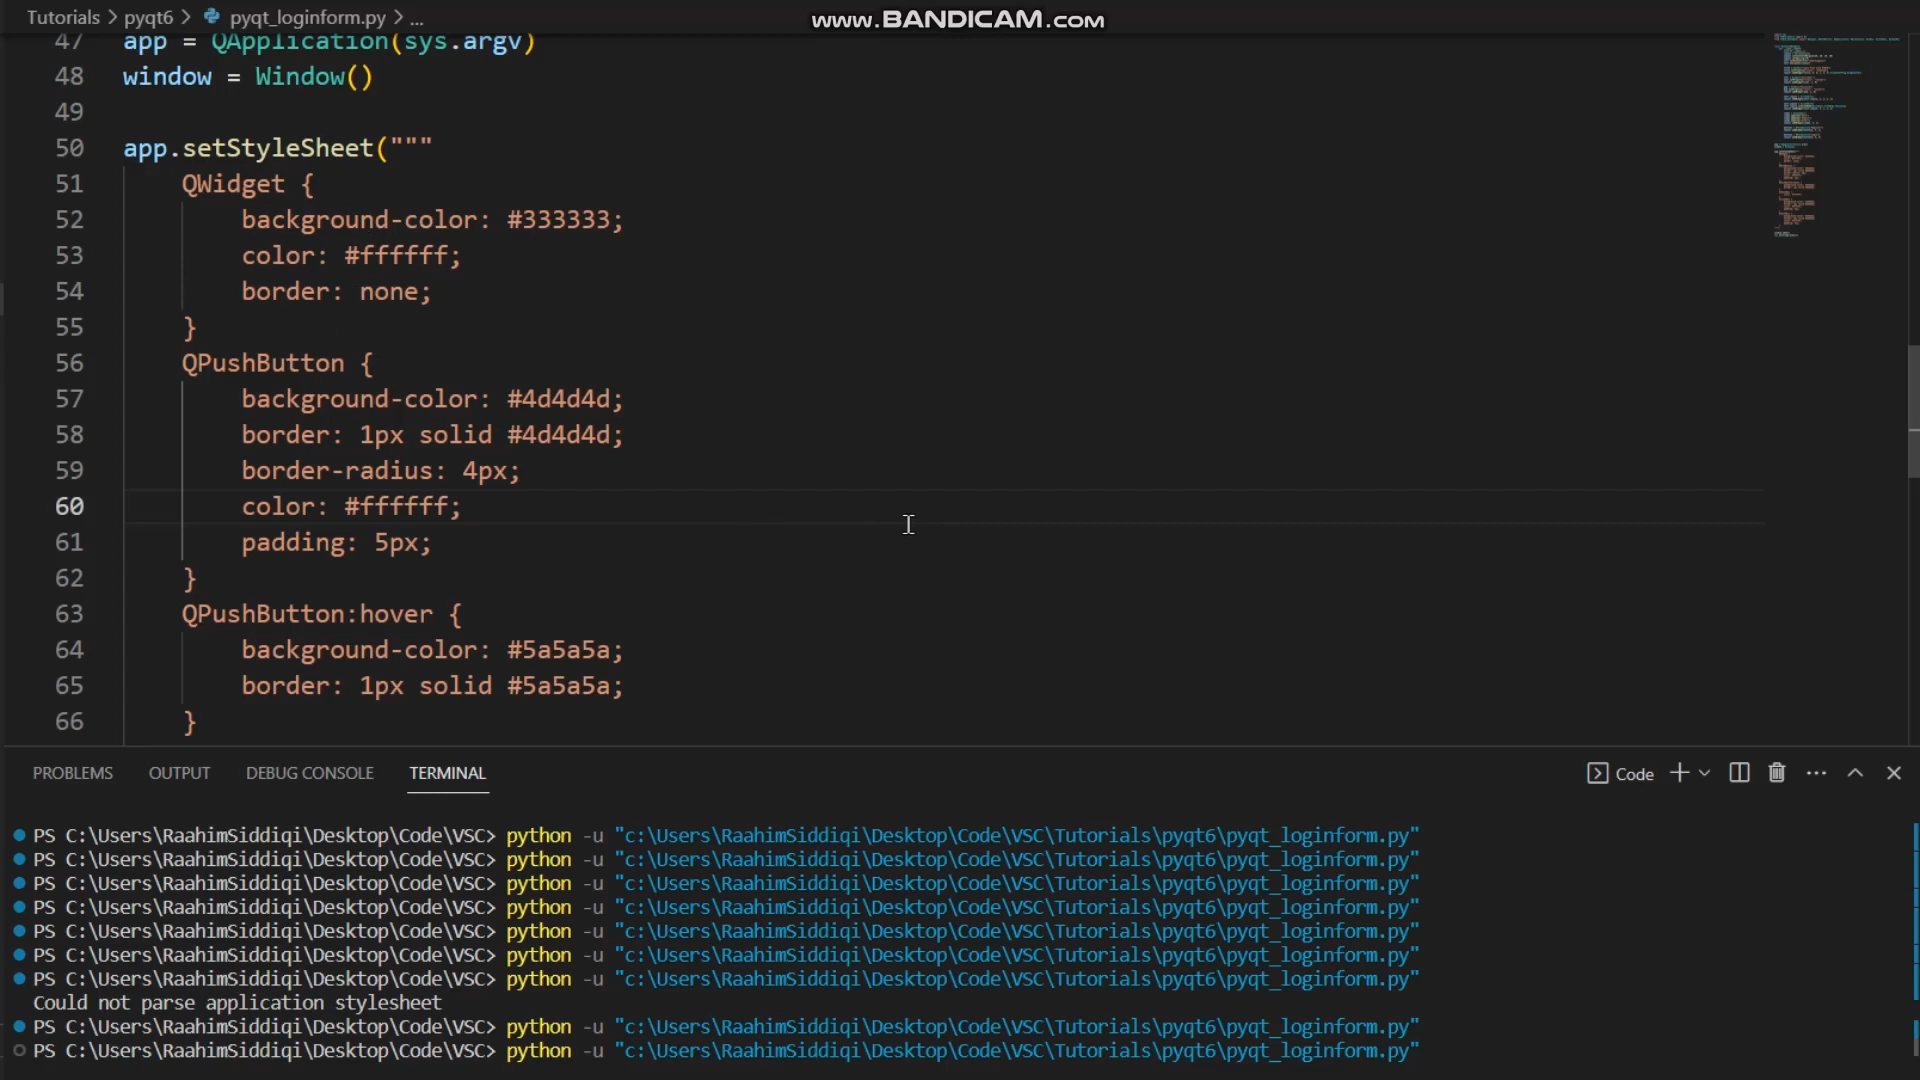 Tutorials > pyqt6 > pyqt_loginform.py > ...
www.BANDICAM.com
47 app = QApplication(sys.argv)
48 window = Window()
49
50 app.setStyleSheet("""
51 QWidget {
52 background-color: #333333;
53 color: #ffffff;
54 border: none;
55 }
56 QPushButton {
57 background-color: #4d4d4d;
58 border: 1px solid #4d4d4d;
59 border-radius: 4px;
60 color: #ffffff;
61 padding: 5px;
62 }
63 QPushButton:hover {
64 background-color: #5a5a5a;
65 border: 1px solid #5a5a5a;
66 }
PROBLEMS OUTPUT DEBUG CONSOLE TERMINAL Code
PS C:\Users\RaahimSiddiqi\Desktop\Code\VSC> python -u "c:\Users\RaahimSiddiqi\Desktop\Code\VSC\Tutorials\pyqt6\pyqt_loginform.py"
PS C:\Users\RaahimSiddiqi\Desktop\Code\VSC> python -u "c:\Users\RaahimSiddiqi\Desktop\Code\VSC\Tutorials\pyqt6\pyqt_loginform.py"
PS C:\Users\RaahimSiddiqi\Desktop\Code\VSC> python -u "c:\Users\RaahimSiddiqi\Desktop\Code\VSC\Tutorials\pyqt6\pyqt_loginform.py"
PS C:\Users\RaahimSiddiqi\Desktop\Code\VSC> python -u "c:\Users\RaahimSiddiqi\Desktop\Code\VSC\Tutorials\pyqt6\pyqt_loginform.py"
PS C:\Users\RaahimSiddiqi\Desktop\Code\VSC> python -u "c:\Users\RaahimSiddiqi\Desktop\Code\VSC\Tutorials\pyqt6\pyqt_loginform.py"
PS C:\Users\RaahimSiddiqi\Desktop\Code\VSC> python -u "c:\Users\RaahimSiddiqi\Desktop\Code\VSC\Tutorials\pyqt6\pyqt_loginform.py"
PS C:\Users\RaahimSiddiqi\Desktop\Code\VSC> python -u "c:\Users\RaahimSiddiqi\Desktop\Code\VSC\Tutorials\pyqt6\pyqt_loginform.py"
Could not parse application stylesheet
PS C:\Users\RaahimSiddiqi\Desktop\Code\VSC> python -u "c:\Users\RaahimSiddiqi\Desktop\Code\VSC\Tutorials\pyqt6\pyqt_loginform.py"
PS C:\Users\RaahimSiddiqi\Desktop\Code\VSC> python -u "c:\Users\RaahimSiddiqi\Desktop\Code\VSC\Tutorials\pyqt6\pyqt_loginform.py"